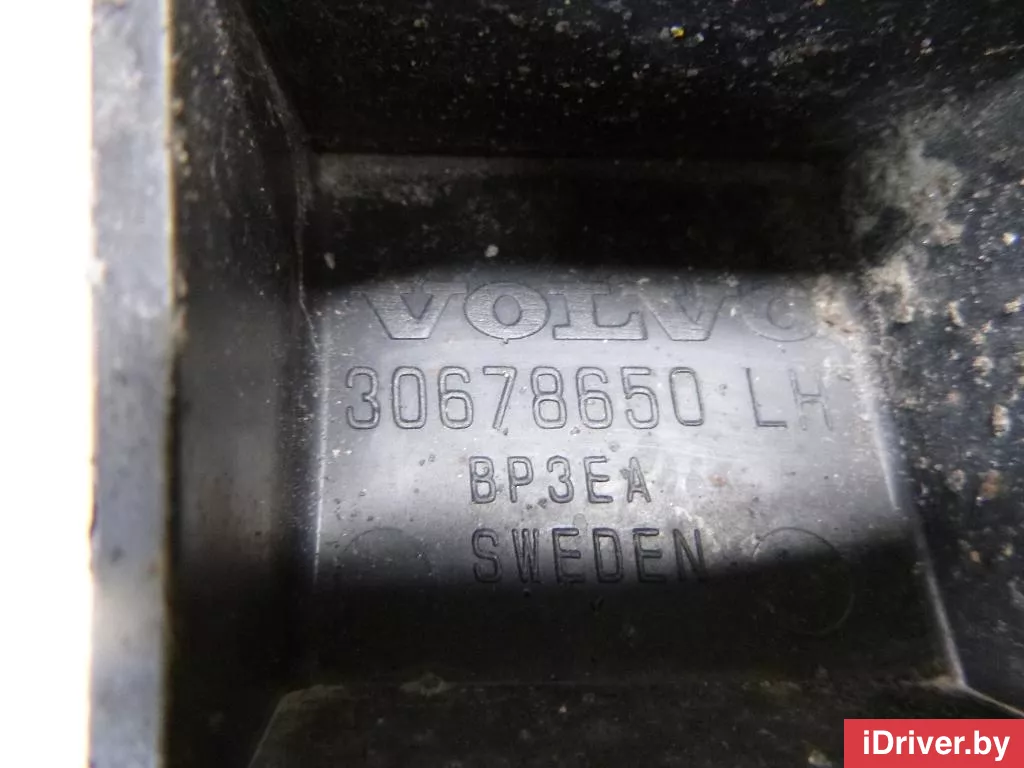 VOLVO
30678650 LH
BP3EA
SWEDEN
iDriver.by